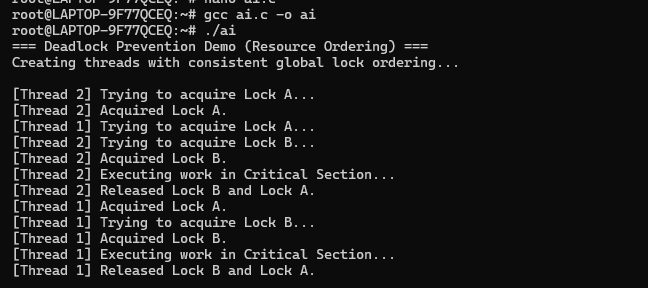 root@LAPTOP-9F77QCEQ:~# nano ai.c
root@LAPTOP-9F77QCEQ:~# gcc ai.c -o ai
root@LAPTOP-9F77QCEQ:~# ./ai
=== Deadlock Prevention Demo (Resource Ordering) ===
Creating threads with consistent global lock ordering...
[Thread 2] Trying to acquire Lock A...
[Thread 2] Acquired Lock A.
[Thread 1] Trying to acquire Lock A...
[Thread 2] Trying to acquire Lock B...
[Thread 2] Acquired Lock B.
[Thread 2] Executing work in Critical Section...
[Thread 2] Released Lock B and Lock A.
[Thread 1] Acquired Lock A.
[Thread 1] Trying to acquire Lock B...
[Thread 1] Acquired Lock B.
[Thread 1] Executing work in Critical Section...
[Thread 1] Released Lock B and Lock A.